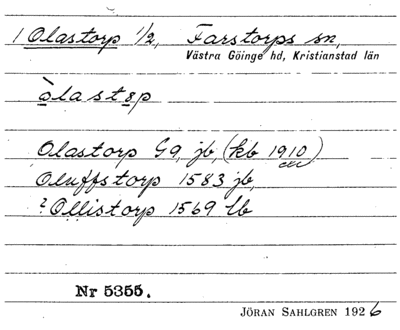 1 Olastorp 1/2, Farstorps sn,
Västra Göinge hd, Kristianstad län
òlastøp
Olastorp G9, jb, (kb 1910)
Oluffstorp 1583 jb,
? Ollistorp 1569 lb
Nr 5355.
JÖRAN SAHLGREN 1926